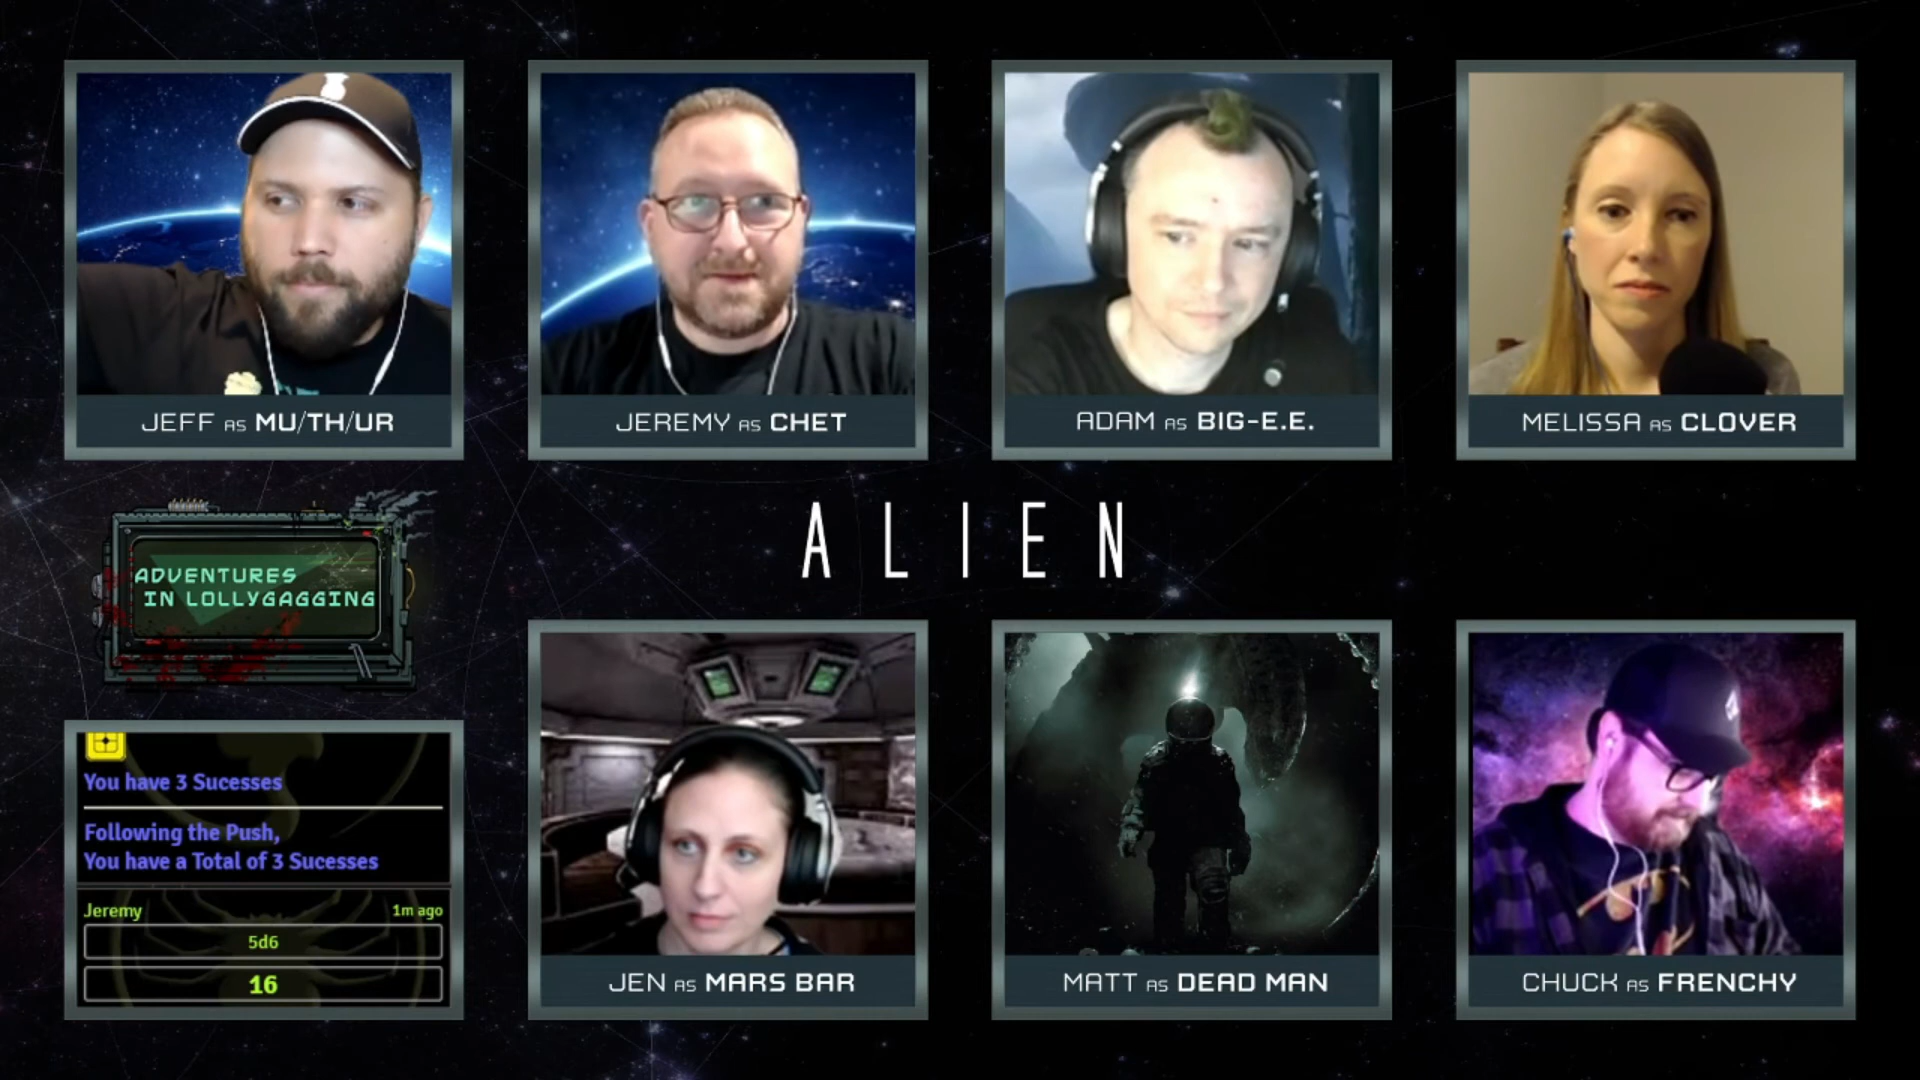 JEFF AS MU/TH/UR
JEREMY AS CHET
ADAM AS BIG-E.E.
MELISSA AS CLOVER
ALIEN
ADVENTURES
IN LOLLYGAGGING
You have 3 Sucesses
Following the Push,
You have a Total of 3 Sucesses
Jeremy 1m ago
5d6
16
JEN AS MARS BAR
MATT AS DEAD MAN
CHUCK AS FRENCHY